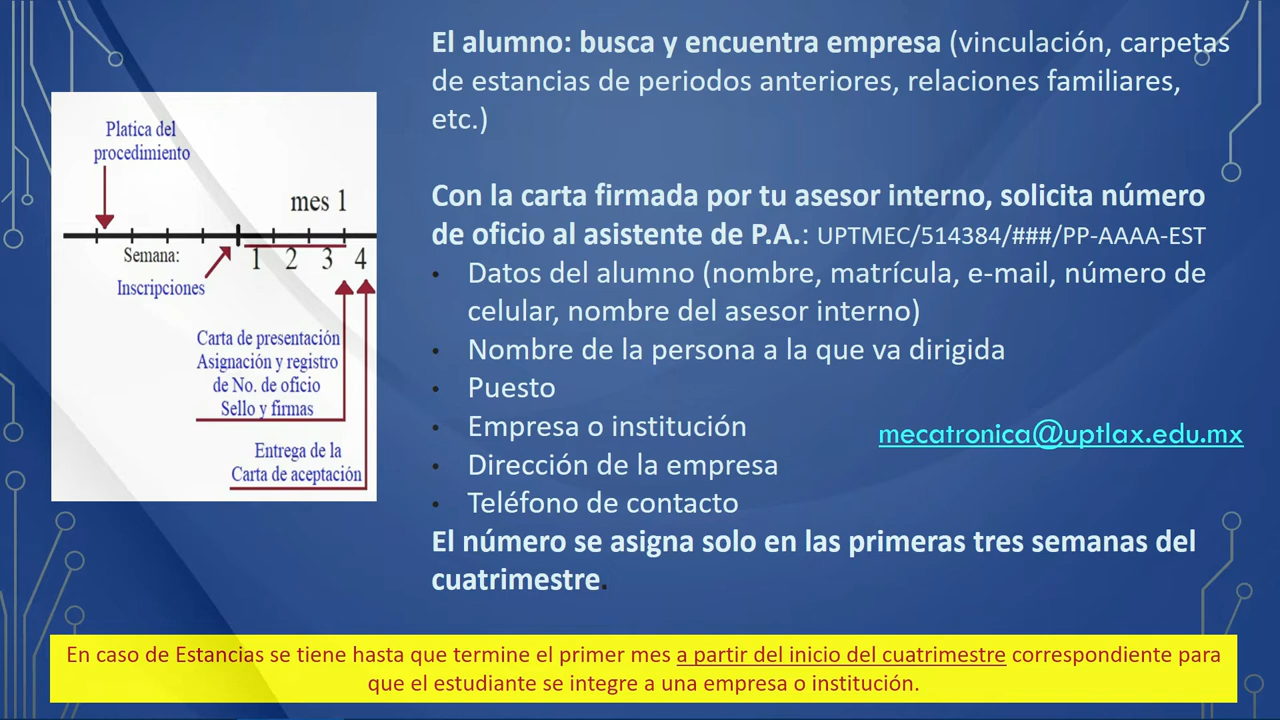 Platica del
procedimiento
mes 1
Semana:
1 2 3 4
Inscripciones
Carta de presentación
Asignación y registro
de No. de oficio
Sello y firmas
Entrega de la
Carta de aceptación
El alumno: busca y encuentra empresa (vinculación, carpetas
de estancias de periodos anteriores, relaciones familiares,
etc.)
Con la carta firmada por tu asesor interno, solicita número
de oficio al asistente de P.A.: UPTMEC/514384/###/PP-AAAA-EST
• Datos del alumno (nombre, matrícula, e-mail, número de
celular, nombre del asesor interno)
• Nombre de la persona a la que va dirigida
• Puesto
• Empresa o institución
mecatronica@uptlax.edu.mx
• Dirección de la empresa
• Teléfono de contacto
El número se asigna solo en las primeras tres semanas del
cuatrimestre.
En caso de Estancias se tiene hasta que termine el primer mes a partir del inicio del cuatrimestre correspondiente para
que el estudiante se integre a una empresa o institución.